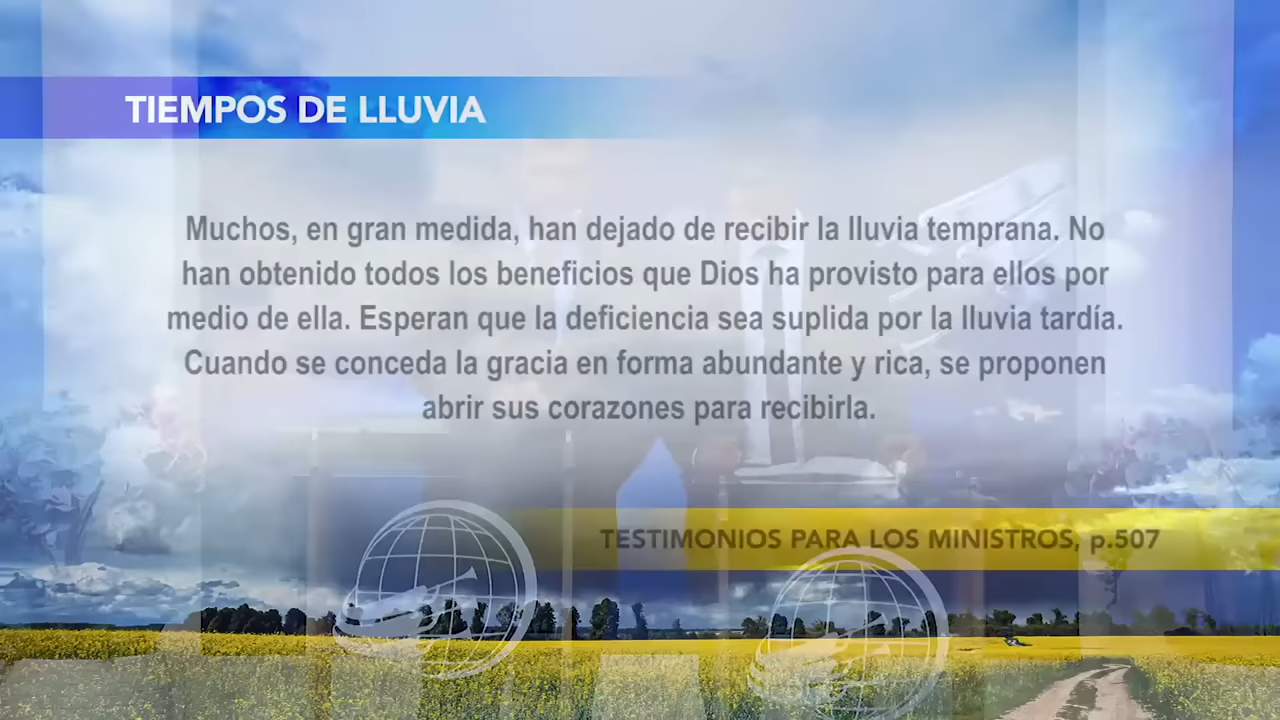 TIEMPOS DE LLUVIA
Muchos, en gran medida, han dejado de recibir la lluvia temprana. No
han obtenido todos los beneficios que Dios ha provisto para ellos por
medio de ella. Esperan que la deficiencia sea suplida por la lluvia tardía.
Cuando se conceda la gracia en forma abundante y rica, se proponen
abrir sus corazones para recibirla.
TESTIMONIOS PARA LOS MINISTROS, p.507